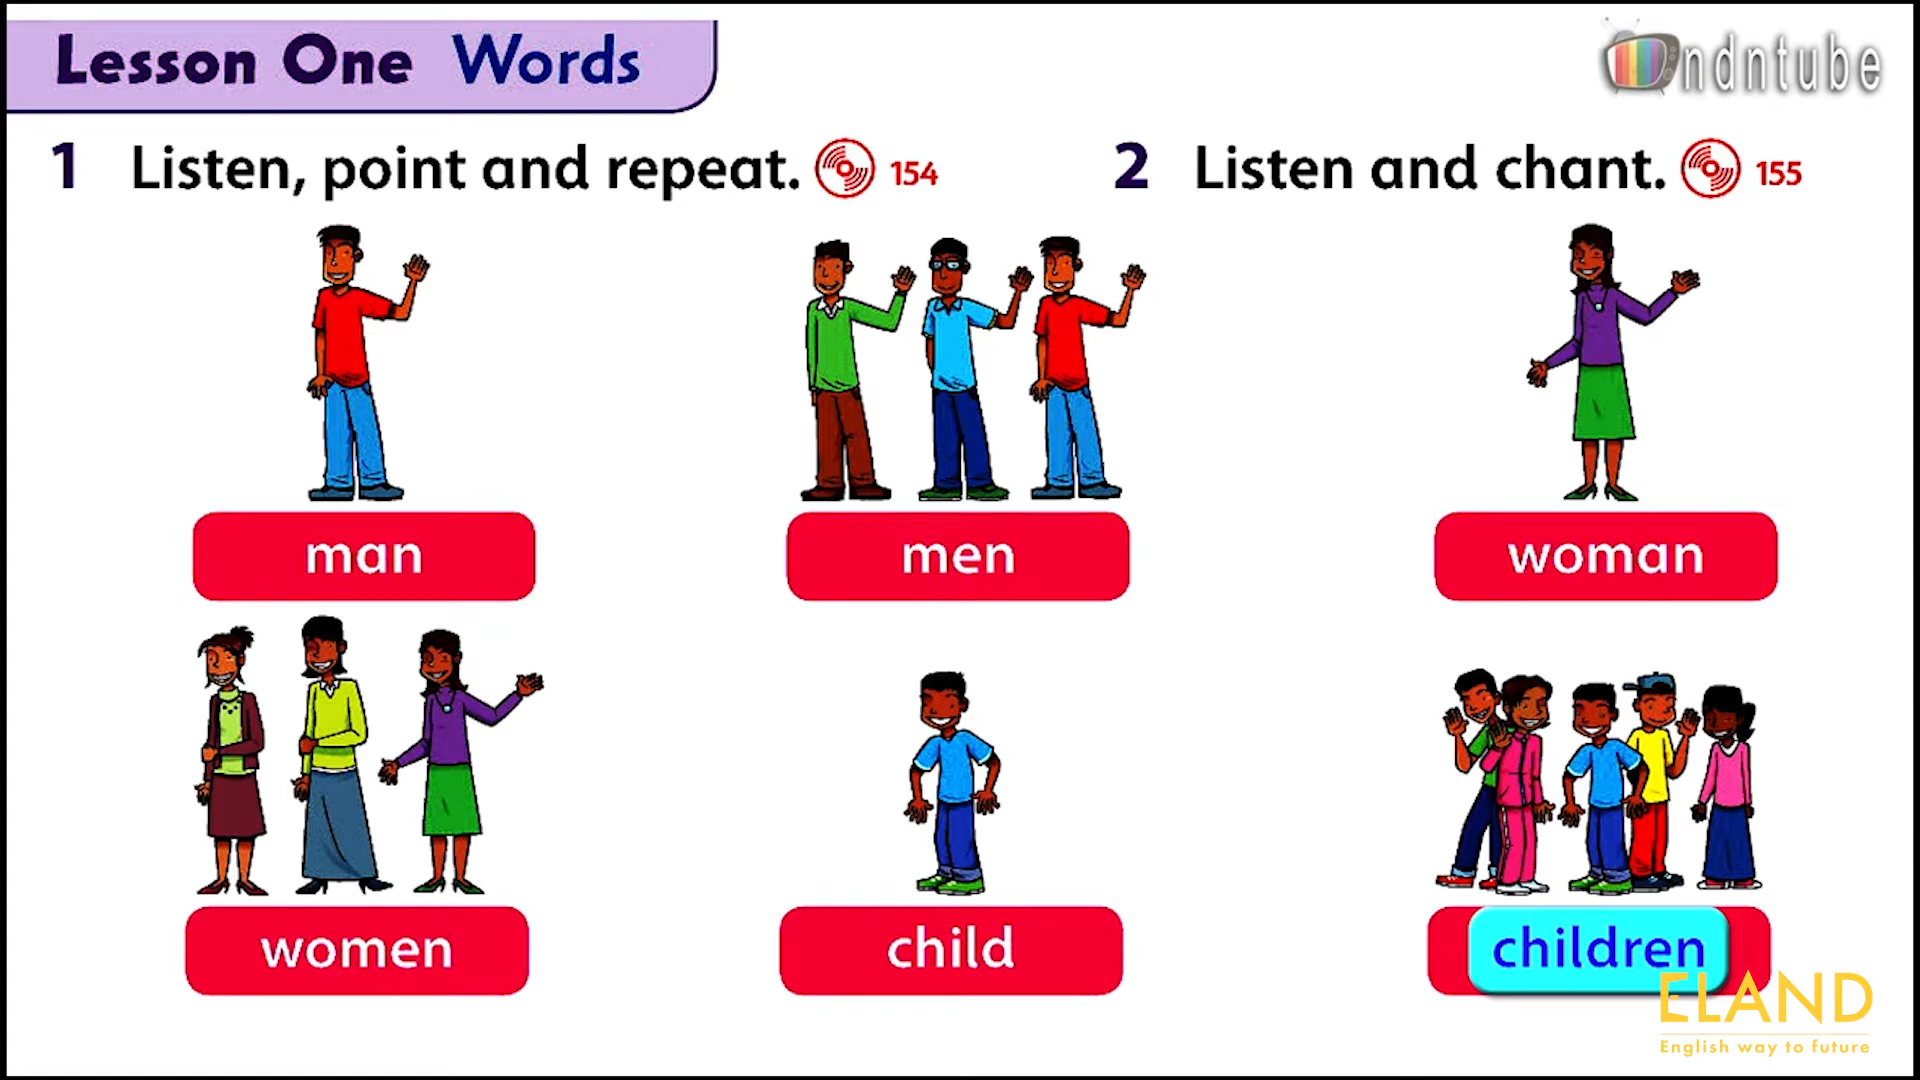 Lesson One Words
ndntube
1 Listen, point and repeat. 154
2 Listen and chant. 155
man
men
woman
women
child
children
ELAND
English way to future